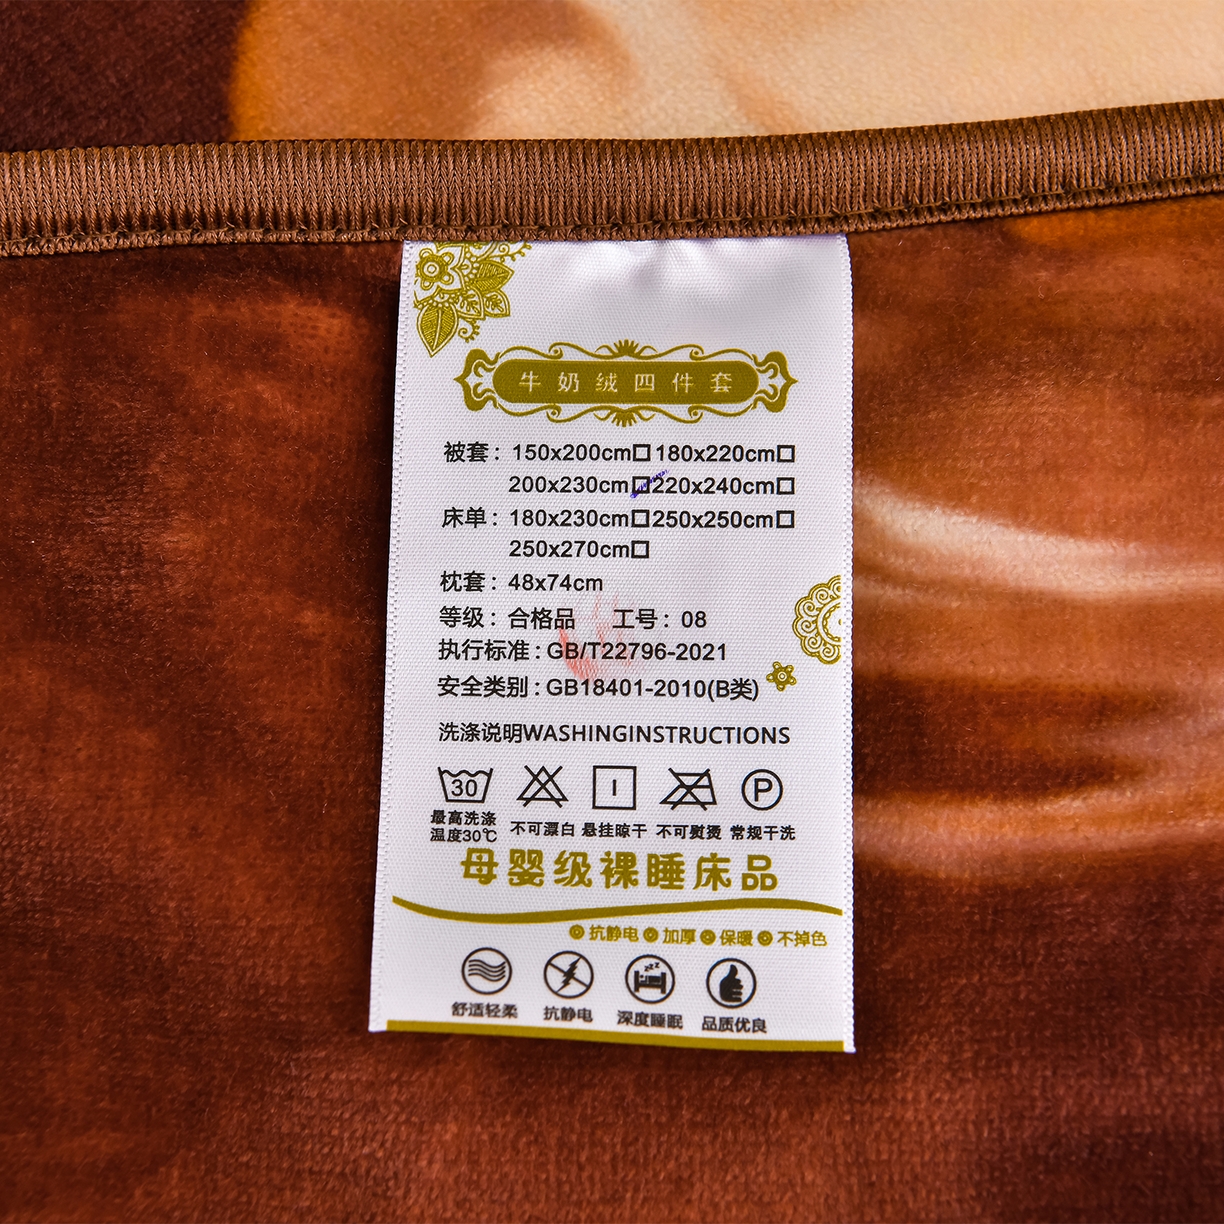 牛奶绒四件套
被套：150x200cm□180x220cm□
200x230cm□220x240cm□
床单：180x230cm□250x250cm□
250x270cm□
枕套：48x74cm
等级：合格品 工号：08
执行标准：GB/T22796-2021
安全类别：GB18401-2010(B类)
洗涤说明WASHINGINSTRUCTIONS
30 P
最高洗涤
温度30℃ 不可漂白 悬挂晾干 不可熨烫 常规干洗
母婴级裸睡床品
抗静电 加厚 保暖 不掉色
zzz
舒适轻柔 抗静电 深度睡眠 品质优良